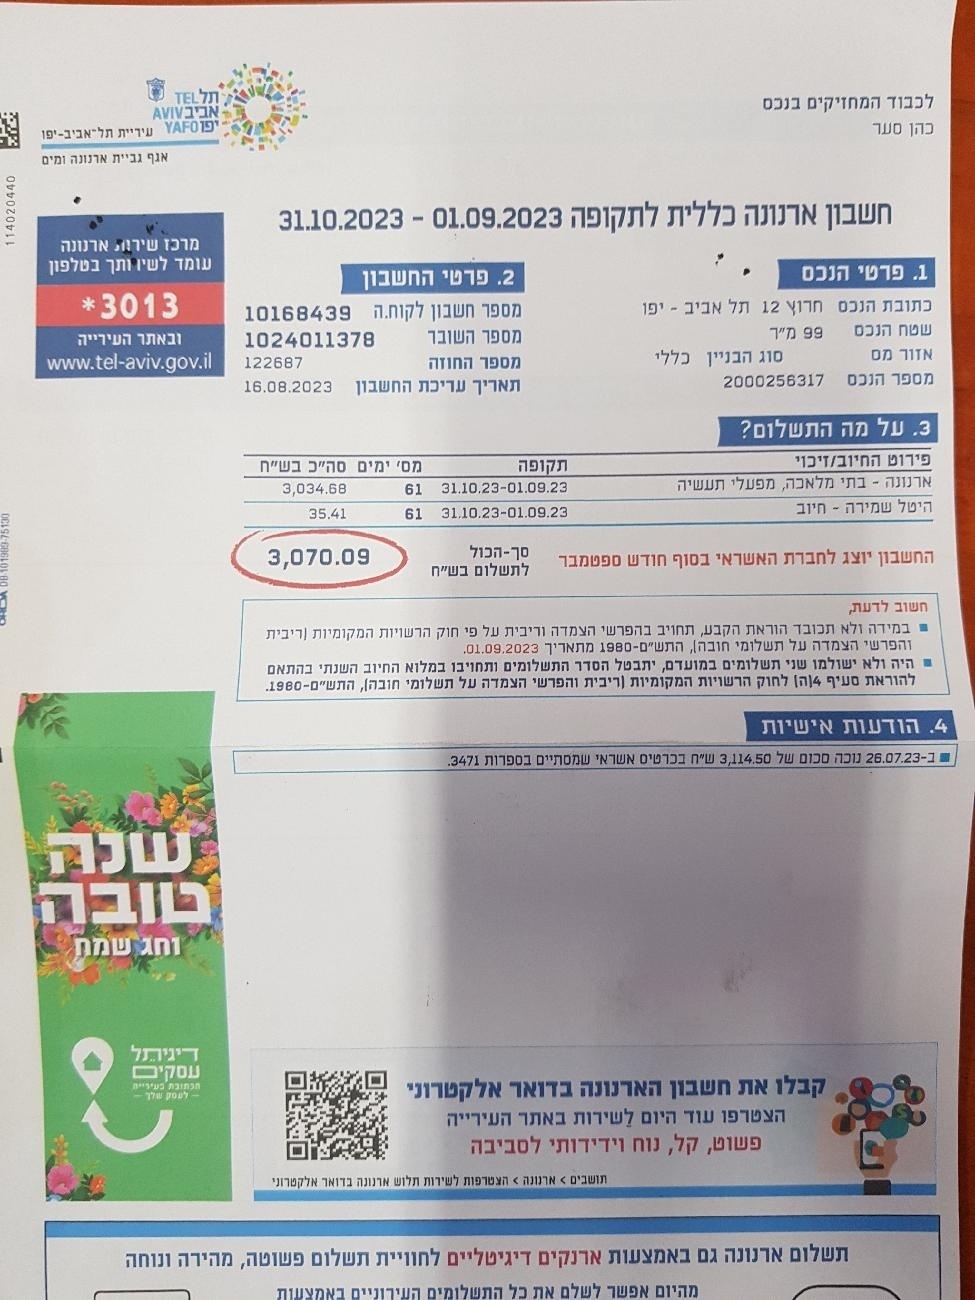 לכבוד המחזיקים בנכס
כהן סער
תל TEL
אביב AVIV
יפו YAFO
עיריית תל-אביב-יפו
אגף גביית ארנונה ומים
114020440
חשבון ארנונה כללית לתקופה 01.09.2023 - 31.10.2023
מרכז שירות ארנונה
עומד לשירותך בטלפון
*3013
ובאתר העירייה
www.tel-aviv.gov.il
1. פרטי הנכס
כתובת הנכס חרוץ 12 תל אביב - יפו
שטח הנכס 99 מ"ר
אזור מס סוג הבניין כללי
מספר הנכס 2000256317
2. פרטי החשבון
מספר חשבון לקוח.ה 10168439
מספר השובר 1024011378
מספר החוזה 122687
תאריך עריכת החשבון 16.08.2023
3. על מה התשלום?
פירוט החיוב/זיכוי תקופה מס' ימים סה"כ בש"ח
ארנונה - בתי מלאכה, מפעלי תעשיה 31.10.23-01.09.23 61 3,034.68
היטל שמירה - חיוב 31.10.23-01.09.23 61 35.41
החשבון יוצג לחברת האשראי בסוף חודש ספטמבר
סך-הכול
לתשלום בש"ח
3,070.09
חשוב לדעת,
במידה ולא תכובד הוראת הקבע, תחויב בהפרשי הצמדה וריבית על פי חוק הרשויות המקומיות (ריבית
והפרשי הצמדה על תשלומי חובה), התש"ם-1980 מתאריך 01.09.2023.
היה ולא ישולמו שני תשלומים במועדם, יתבטל הסדר התשלומים ותחויבו במלוא החיוב השנתי בהתאם
להוראת סעיף 4(ה) לחוק הרשויות המקומיות (ריבית והפרשי הצמדה על תשלומי חובה), התש"ם-1980.
4. הודעות אישיות
ב-26.07.23 נוכה סכום של 3,114.50 ש"ח בכרטיס אשראי שמסתיים בספרות 3471.
שנה
טובה
וחג שמח
דיגיתל
עסקים
הכתובת בעירייה
- לעסק שלך -
קבלו את חשבון הארנונה בדואר אלקטרוני
הצטרפו עוד היום לשירות באתר העירייה
פשוט, קל, נוח וידידותי לסביבה
תושבים > ארנונה > הצטרפות לשירות תלוש ארנונה בדואר אלקטרוני
תשלום ארנונה גם באמצעות ארנקים דיגיטליים לחוויית תשלום פשוטה, מהירה ונוחה
מהיום אפשר לשלם את כל התשלומים העירוניים באמצעות